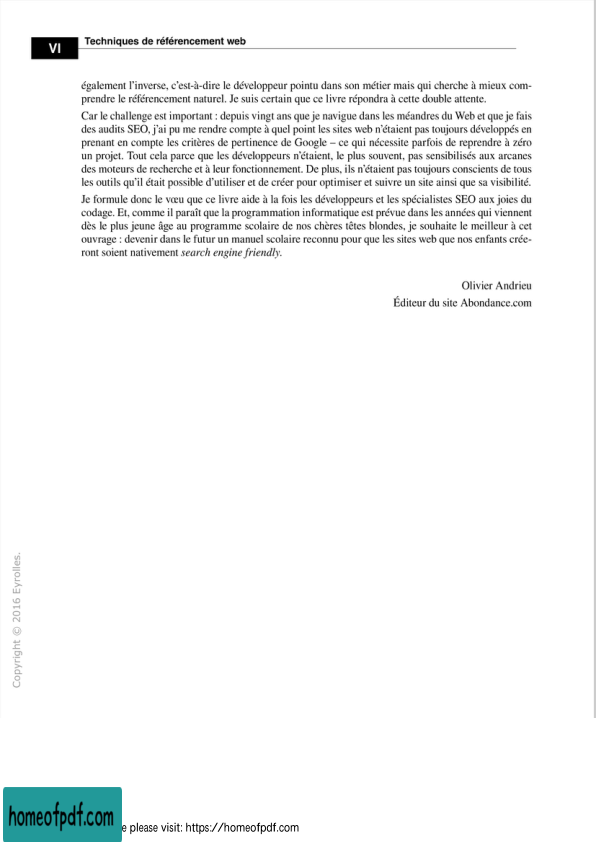 VI
Techniques de référencement web
également l'inverse, c'est-à-dire le développeur pointu dans son métier mais qui cherche à mieux com-
prendre le référencement naturel. Je suis certain que ce livre répondra à cette double attente.
Car le challenge est important : depuis vingt ans que je navigue dans les méandres du Web et que je fais
des audits SEO, j'ai pu me rendre compte à quel point les sites web n'étaient pas toujours développés en
prenant en compte les critères de pertinence de Google – ce qui nécessite parfois de reprendre à zéro
un projet. Tout cela parce que les développeurs n'étaient, le plus souvent, pas sensibilisés aux arcanes
des moteurs de recherche et à leur fonctionnement. De plus, ils n'étaient pas toujours conscients de tous
les outils qu'il était possible d'utiliser et de créer pour optimiser et suivre un site ainsi que sa visibilité.
Je formule donc le vœu que ce livre aide à la fois les développeurs et les spécialistes SEO aux joies du
codage. Et, comme il paraît que la programmation informatique est prévue dans les années qui viennent
dès le plus jeune âge au programme scolaire de nos chères têtes blondes, je souhaite le meilleur à cet
ouvrage : devenir dans le futur un manuel scolaire reconnu pour que les sites web que nos enfants crée-
ront soient nativement search engine friendly.
Olivier Andrieu
Éditeur du site Abondance.com
Copyright © 2016 Eyrolles.
homeofpdf.com
e please visit: https://homeofpdf.com